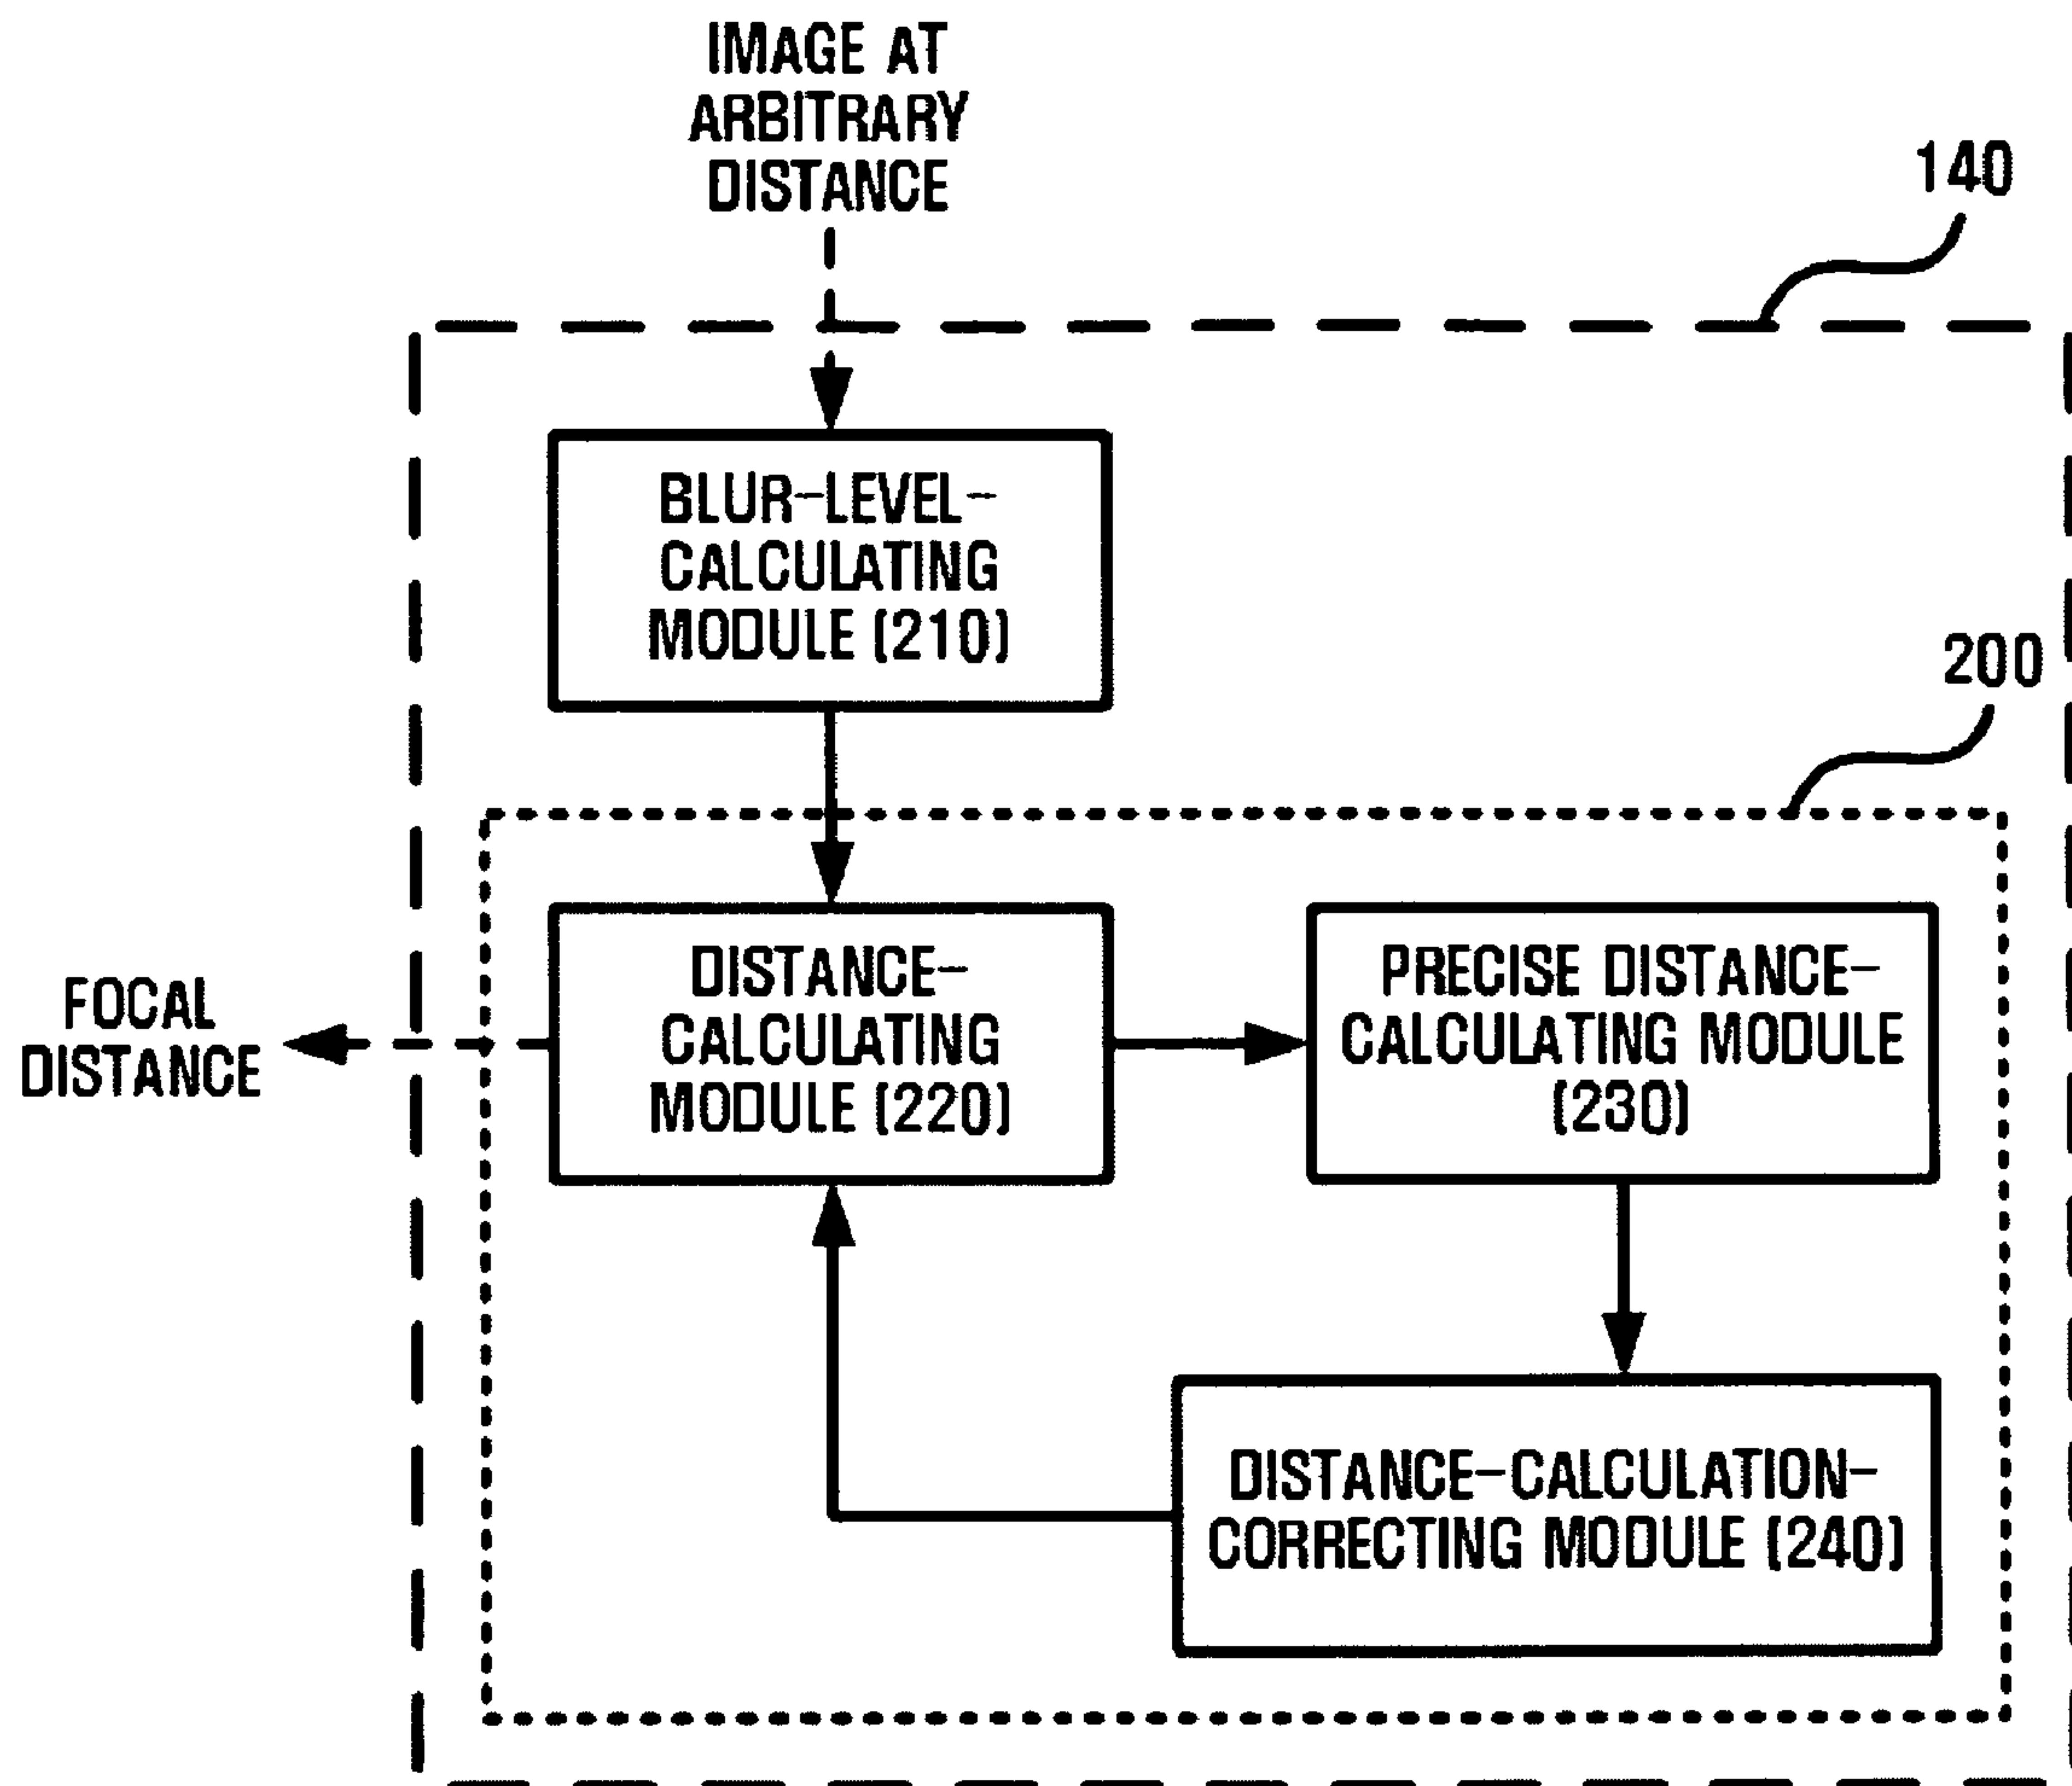 IMAGE AT
ARBITRARY
DISTANCE
140
BLUR-LEVEL-
CALCULATING
MODULE (210)
200
FOCAL
DISTANCE
DISTANCE-
CALCULATING
MODULE (220)
PRECISE DISTANCE-
CALCULATING MODULE
(230)
DISTANCE-CALCULATION-
CORRECTING MODULE (240)